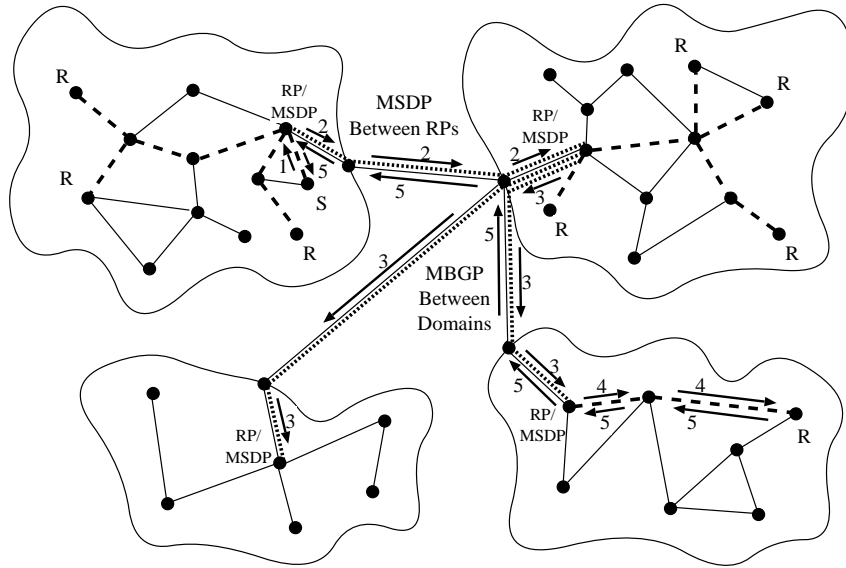 R
RP/
MSDP
2
1
5
R
S
R
MSDP
Between RPs
2
5
R
R
RP/
MSDP
2
3
R
R
3
5
3
MBGP
Between
Domains
3
RP/
MSDP
3
5
4
4
5
5
RP/
MSDP
R